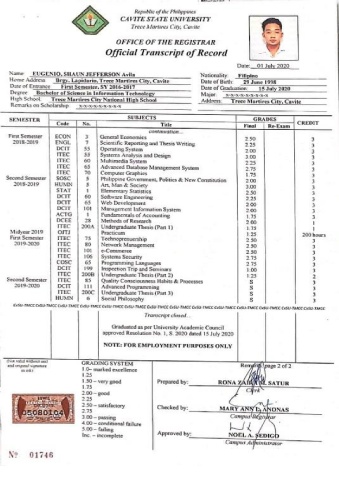 Republic of the Philippines
CAVITE STATE UNIVERSITY
Trece Martires City, Cavite
OFFICE OF THE REGISTRAR
Official Transcript of Record
Date: 01 July 2020
Name: EUGENIO, SHAUN JEFFERSON Avila
Nationality: Filipino
Home Address: Brgy. Lapidario, Trece Martires City, Cavite
Date of Birth: 29 June 1998
Date of Entrance: First Semester, SY 2016-2017
Date of Graduation: 15 July 2020
Degree: Bachelor of Science in Information Technology
Major: x-x-x-x-x-x-x-x
High School: Trece Martires City National High School
Address: Trece Martires City, Cavite
Remarks on Scholarship: x-x-x-x-x-x-x-x
SEMESTER SUBJECTS GRADES CREDIT
Code No. Title Final Re-Exam
continuation...
First Semester ECON 2 General Economics 2.50 3
2018-2019 ENGL 7 Scientific Reporting and Thesis Writing 2.25 3
DCIT 55 Operating System 2.00 3
ITEC 55 Systems Analysis and Design 3.00 3
ITEC 60 Multimedia System 2.25 3
ITEC 65 Advanced Database Management System 2.75 3
ITEC 70 Computer Graphics 1.75 3
Second Semester SOSC 5 Philippine Government, Politics & New Constitution 2.00 3
2018-2019 HUMN 5 Art, Man & Society 3.00 3
STAT 1 Elementary Statistics 2.50 3
DCIT 60 Software Engineering 2.25 3
DCIT 65 Web Development 2.00 3
DCIT Management Information System 2.00 3
ACTG 1 Fundamentals of Accounting 1.75 3
DCEE 28 Methods of Research 2.00 1
ITEC 200A Undergraduate Thesis (Part 1) 1.75 1
Midyear 2019 OJT2 Practicum 1.25 200 hours
First Semester ITEC 75 Technopreneurship 2.50 3
2019-2020 ITEC 80 Network Management 2.50 3
ITEC e-Commerce 2.50 3
ITEC Systems Security 2.75 3
COSC 65 Programming Languages 2.75 3
DCIT 199 Inspection Trip and Seminars 1.00 3
ITEC 200B Undergraduate Thesis (Part 2) 1.25 2
Second Semester ITEC 85 Quality Consciousness Habits & Processes S 3
2019-2020 DCIT 111 Advanced Programming S 3
ITEC 200C Undergraduate Thesis (Part 3) S 3
HUMN 6 Social Philosophy S 3
Transcript closed...
Graduated as per University Academic Council
approved Resolution No. 1, S. 2020 dated 15 July 2020
NOTE: FOR EMPLOYMENT PURPOSES ONLY
GRADING SYSTEM
1.0- marked excellence
1.25
1.50 – very good
1.75
2.00 – good
2.25
2.50 – satisfactory
2.75
3.00 – passing
4.00 – conditional failure
5.00 – failing
Inc. – incomplete
page 2 of 2
Prepared by: SATUR
Clerk
Checked by: MARY ANN E. ANONAS
Campus Registrar
Approved by: NOEL A. SEDIGO
Campus Administrator
05080104
Nº 01746